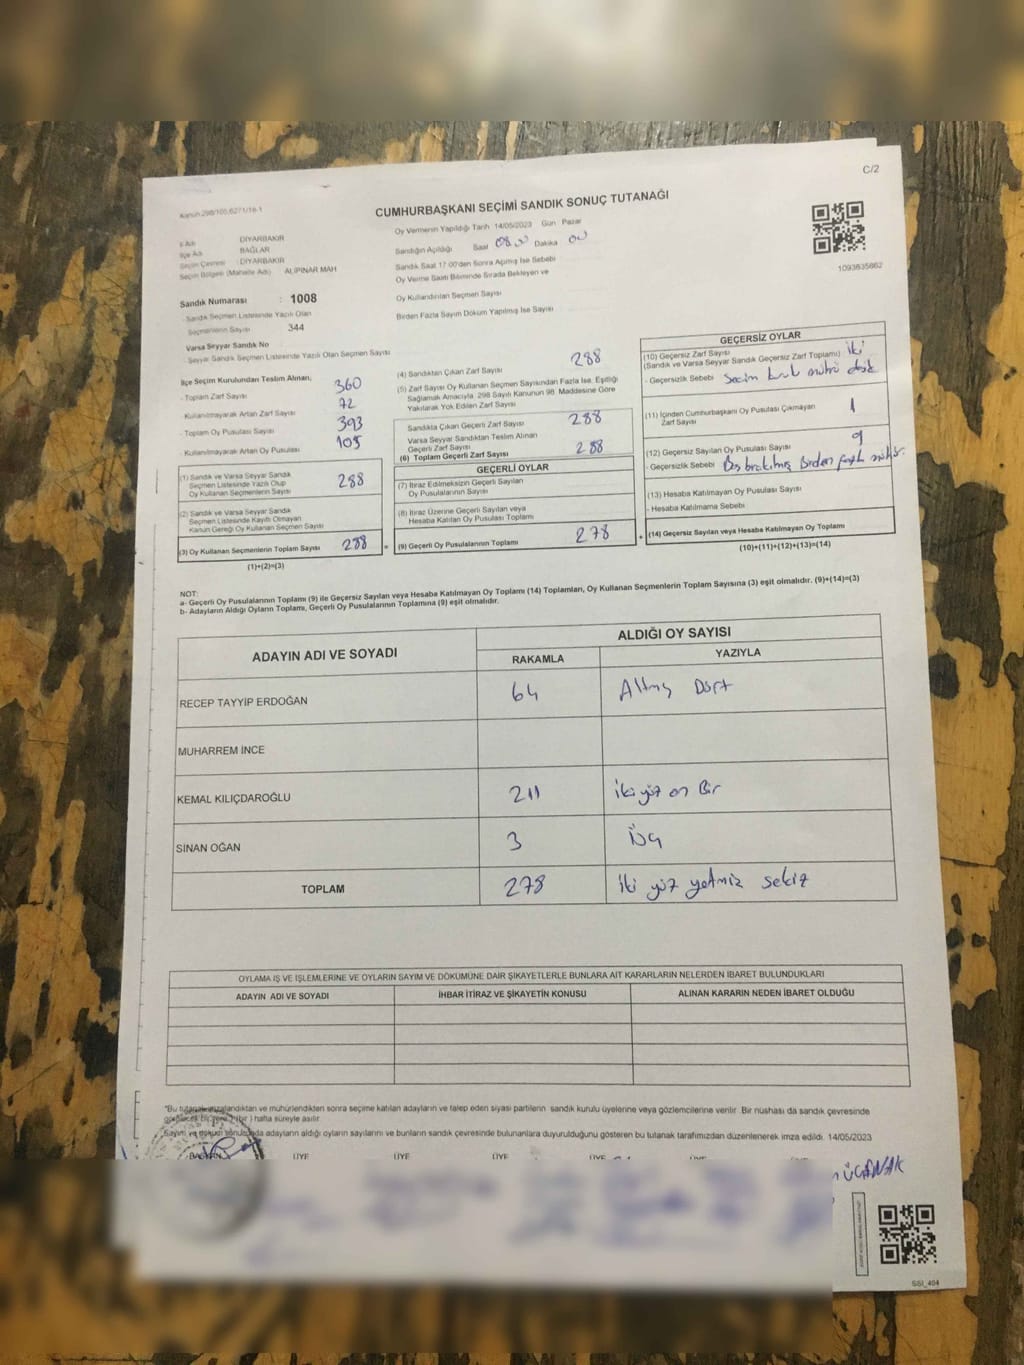 C/2
Kanun 298/105,6271/16-1
CUMHURBAŞKANI SEÇİMİ SANDIK SONUÇ TUTANAĞI
İl Adı : DİYARBAKIR
İlçe Adı : BAĞLAR
Seçim Çevresi : DİYARBAKIR
Seçim Bölgesi (Mahalle Adı) : ALİPINAR MAH
Sandık Numarası : 1008
- Sandık Seçmen Listesinde Yazılı Olan
Seçmenlerin Sayısı 344
Varsa Seyyar Sandık No
- Seyyar Sandık Seçmen Listesinde Yazılı Olan Seçmen Sayısı
Oy Vermenin Yapıldığı Tarih 14/05/2023 Gün : Pazar
Sandığın Açıldığı Saat 08.00 Dakika 00
Sandık Saat 17:00'den Sonra Açılmış İse Sebebi
Oy Verme Saati Bitiminde Sırada Bekleyen ve
Oy Kullandırılan Seçmen Sayısı
Birden Fazla Sayım Döküm Yapılmış İse Sayısı
1093835862
İlçe Seçim Kurulundan Teslim Alınan;
- Toplam Zarf Sayısı 360
- Kullanılmayarak Artan Zarf Sayısı 72
- Toplam Oy Pusulası Sayısı 393
- Kullanılmayarak Artan Oy Pusulası 105
(1) Sandık ve Varsa Seyyar Sandık
Seçmen Listesinde Yazılı Olup
Oy Kullanan Seçmenlerin Sayısı 288
(2) Sandık ve Varsa Seyyar Sandık
Seçmen Listesinde Kayıtlı Olmayan
Kanun Gereği Oy Kullanan Seçmen Sayısı
(3) Oy Kullanan Seçmenlerin Toplam Sayısı 288 =
(1)+(2)=(3)
(4) Sandıktan Çıkan Zarf Sayısı 288
(5) Zarf Sayısı Oy Kullanan Seçmen Sayısından Fazla İse, Eşitliği
Sağlamak Amacıyla, 298 Sayılı Kanunun 98. Maddesine Göre
Yakılarak Yok Edilen Zarf Sayısı
Sandıkta Çıkan Geçerli Zarf Sayısı 288
Varsa Seyyar Sandıktan Teslim Alınan
Geçerli Zarf Sayısı
(6) Toplam Geçerli Zarf Sayısı 288
GEÇERLİ OYLAR
(7) İtiraz Edilmeksizin Geçerli Sayılan
Oy Pusulalarının Sayısı
(8) İtiraz Üzerine Geçerli Sayılan veya
Hesaba Katılan Oy Pusulası Toplamı
(9) Geçerli Oy Pusulalarının Toplamı 278 +
GEÇERSİZ OYLAR
(10) Geçersiz Zarf Sayısı
(Sandık ve Varsa Seyyar Sandık Geçersiz Zarf Toplamı) iki
- Geçersizlik Sebebi
(11) İçinden Cumhurbaşkanı Oy Pusulası Çıkmayan
Zarf Sayısı 1
(12) Geçersiz Sayılan Oy Pusulası Sayısı 9
- Geçersizlik Sebebi Boş bırakılmış Birden fazla mühür.
(13) Hesaba Katılmayan Oy Pusulası Sayısı
- Hesaba Katılmama Sebebi
(14) Geçersiz Sayılan veya Hesaba Katılmayan Oy Toplamı
(10)+(11)+(12)+(13)=(14)
NOT:
a- Geçerli Oy Pusulalarının Toplamı (9) ile Geçersiz Sayılan veya Hesaba Katılmayan Oy Toplamı (14) Toplamları, Oy Kullanan Seçmenlerin Toplam Sayısına (3) eşit olmalıdır. (9)+(14)=(3)
b- Adayların Aldığı Oyların Toplamı, Geçerli Oy Pusulalarının Toplamına (9) eşit olmalıdır.
ADAYIN ADI VE SOYADI ALDIĞI OY SAYISI
RAKAMLA YAZIYLA
RECEP TAYYİP ERDOĞAN 64 Altmış Dört
MUHARREM İNCE
KEMAL KILIÇDAROĞLU 211 iki yüz on Bir
SİNAN OĞAN 3 üç
TOPLAM 278 iki yüz yetmiz sekiz
OYLAMA İŞ VE İŞLEMLERİNE VE OYLARIN SAYIM VE DÖKÜMÜNE DAİR ŞİKAYETLERLE BUNLARA AİT KARARLARIN NELERDEN İBARET BULUNDUKLARI
ADAYIN ADI VE SOYADI İHBAR İTİRAZ VE ŞİKAYETİN KONUSU ALINAN KARARIN NEDEN İBARET OLDUĞU
*Bu tutanak imzalandıktan ve mühürlendikten sonra seçime katılan adayların ve talep eden siyasi partilerin sandık kurulu üyelerine veya gözlemcilerine verilir. Bir nüshası da sandık çevresinde
görülecek bir yere 1 (bir ) hafta süreyle asılır.
Sayım ve döküm sonucunda adayların aldığı oyların sayılarını ve bunların sandık çevresinde bulunanlara duyurulduğunu gösteren bu tutanak tarafımızdan düzenlenerek imza edildi. 14/05/2023
BAŞKAN ÜYE ÜYE ÜYE ÜYE
SSI_404